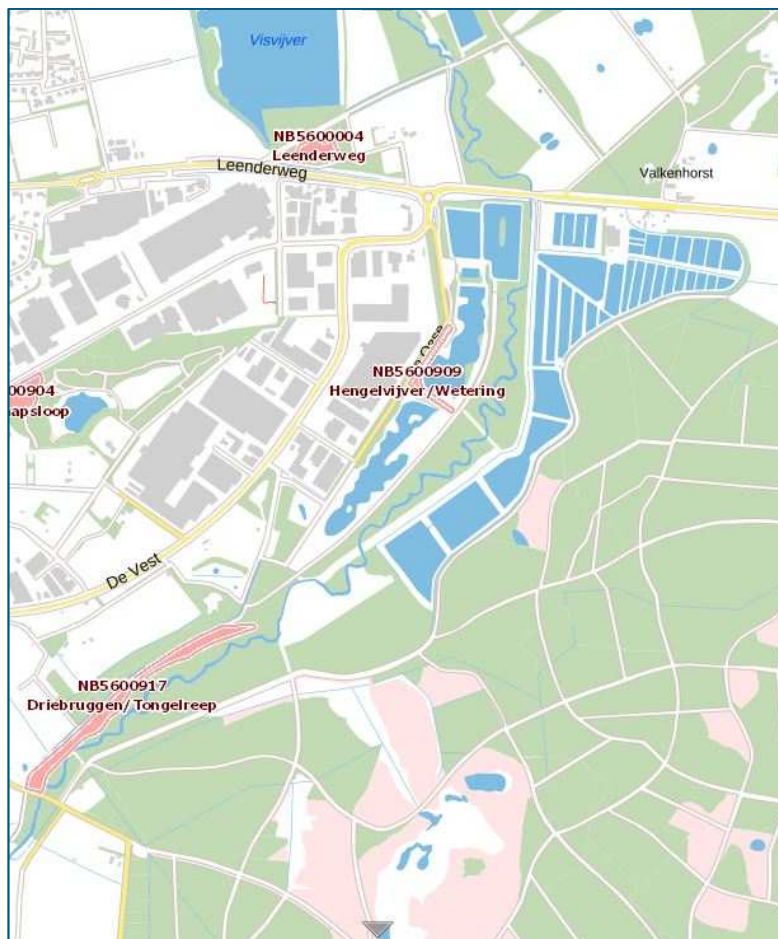 Visvijver
NB5600004
Leenderweg
Leenderweg
Valkenhorst
NB5600909
Hengelvijver/Wetering
00904
apsloop
De Vest
NB5600917
Driebruggen/Tongelreep